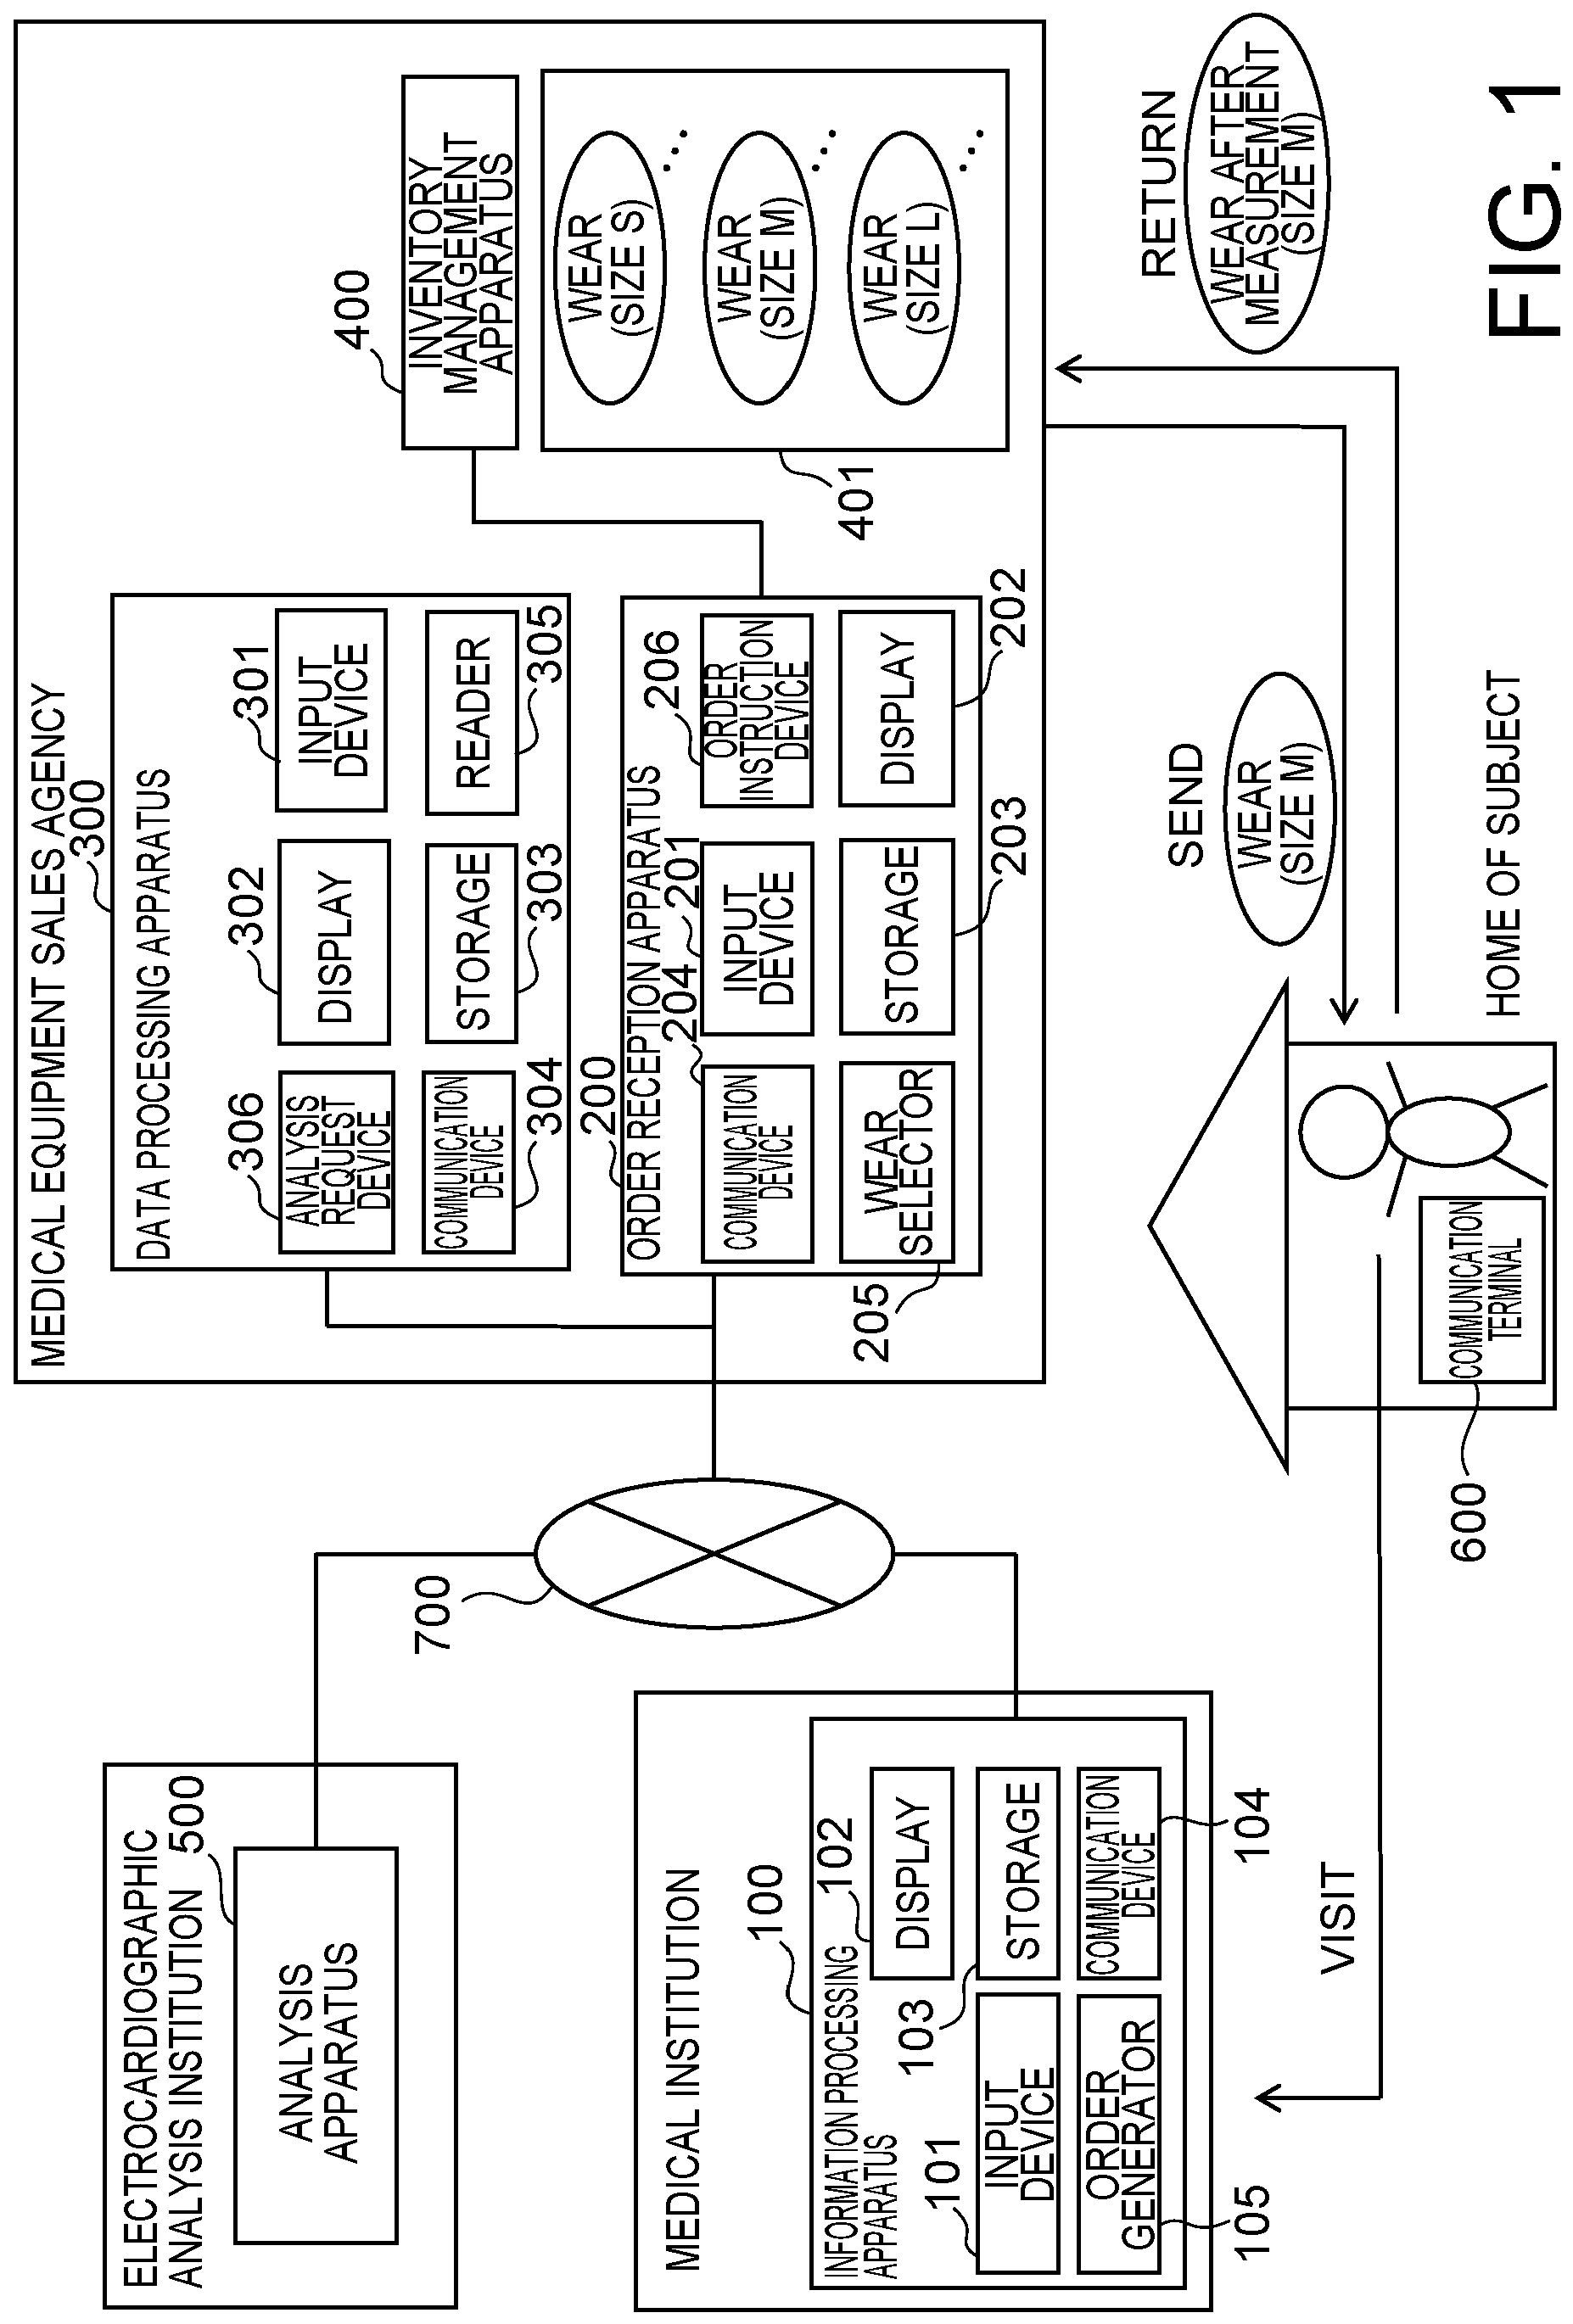 ELECTROCARDIOGRAPHIC
ANALYSIS INSTITUTION
500
ANALYSIS
APPARATUS
700
MEDICAL INSTITUTION
100
INFORMATION PROCESSING
APPARATUS
102
DISPLAY
101
INPUT
DEVICE
103
STORAGE
ORDER
GENERATOR
105
COMMUNICATION
DEVICE
104
VISIT
MEDICAL EQUIPMENT SALES AGENCY
300
DATA PROCESSING APPARATUS
306
ANALYSIS
REQUEST
DEVICE
302
DISPLAY
301
INPUT
DEVICE
COMMUNICATION
DEVICE
304
STORAGE
303
READER
305
200
ORDER RECEPTION APPARATUS
204
COMMUNICATION
DEVICE
201
INPUT
DEVICE
206
ORDER
INSTRUCTION
DEVICE
WEAR
SELECTOR
205
STORAGE
203
DISPLAY
202
400
INVENTORY
MANAGEMENT
APPARATUS
401
WEAR
(SIZE S)
WEAR
(SIZE M)
WEAR
(SIZE L)
SEND
WEAR
(SIZE M)
RETURN
WEAR AFTER
MEASUREMENT
(SIZE M)
HOME OF SUBJECT
COMMUNICATION
TERMINAL
600
FIG. 1